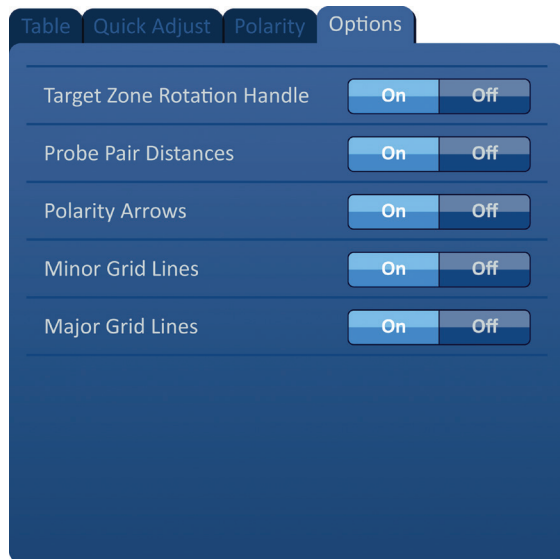 Table Quick Adjust Polarity Options
Target Zone Rotation Handle On Off
Probe Pair Distances On Off
Polarity Arrows On Off
Minor Grid Lines On Off
Major Grid Lines On Off